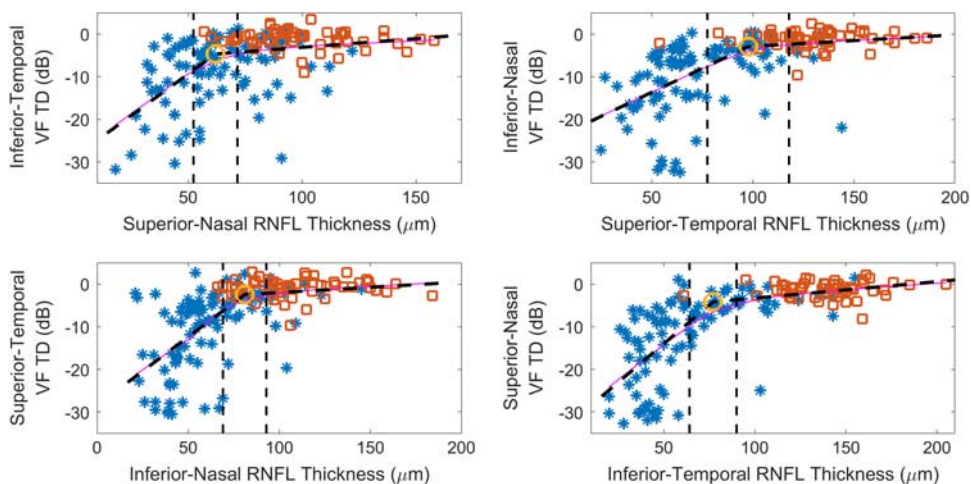 Inferior-Temporal
VF TD (dB)
0
-10
-20
-30
50
100
150
Superior-Nasal RNFL Thickness (μm)
Inferior-Nasal
VF TD (dB)
0
-10
-20
-30
50
100
150
200
Superior-Temporal RNFL Thickness (μm)
Superior-Temporal
VF TD (dB)
0
-10
-20
-30
0
50
100
150
200
Inferior-Nasal RNFL Thickness (μm)
Superior-Nasal
VF TD (dB)
0
-10
-20
-30
50
100
150
200
Inferior-Temporal RNFL Thickness (μm)